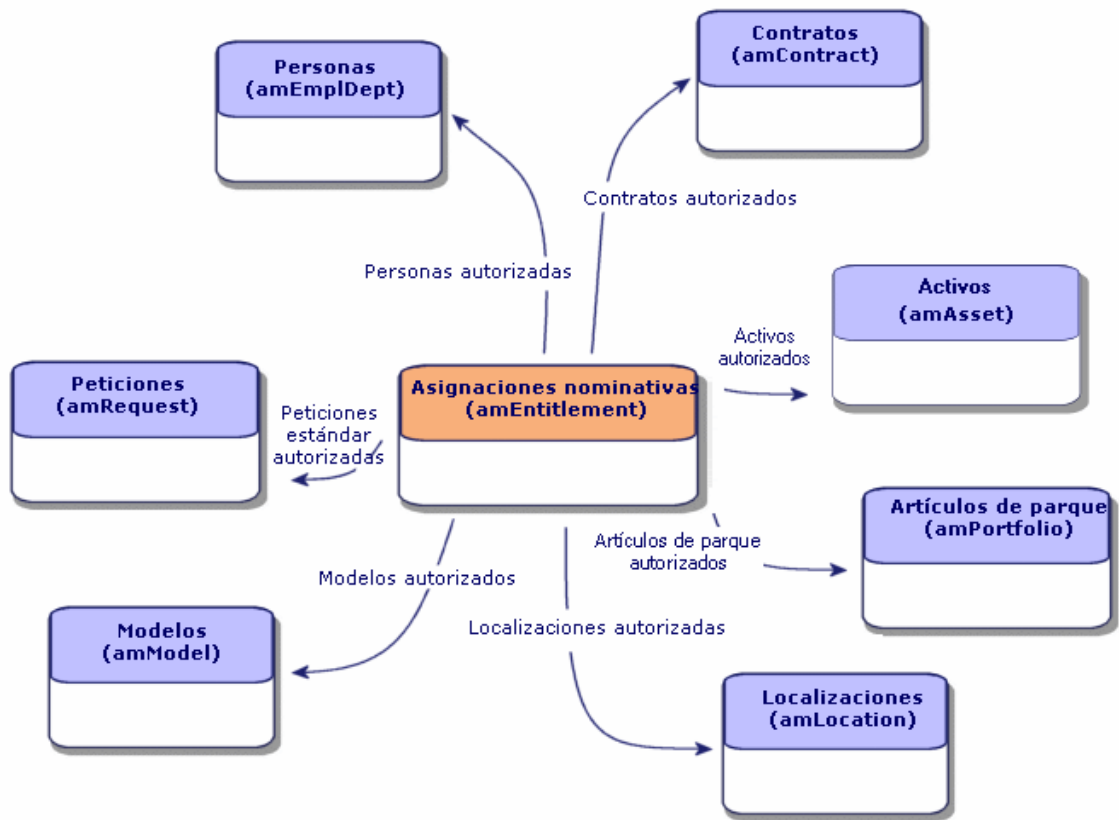 Contratos
(amContract)
Personas
(amEmplDept)
Contratos autorizados
Personas autorizadas
Activos
(amAsset)
Activos
autorizados
Asignaciones nominativas
(amEntitlement)
Peticiones
(amRequest)
Peticiones
estándar
autorizadas
Artículos de parque
(amPortfolio)
Artículos de parque
autorizados
Modelos autorizados
Localizaciones autorizadas
Modelos
(amModel)
Localizaciones
(amLocation)